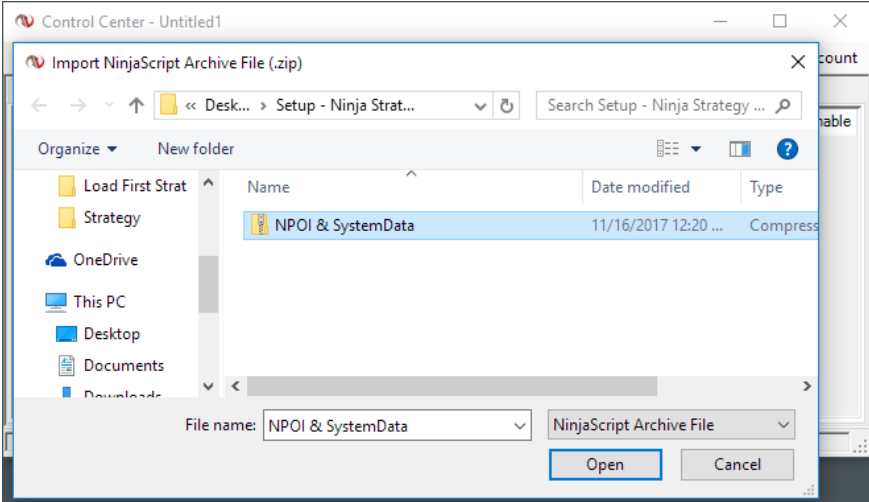 Control Center - Untitled1
Import NinjaScript Archive File (.zip)
count
« Desk... › Setup - Ninja Strat...
Search Setup - Ninja Strategy ...
nable
Organize
New folder
?
Load First Strat
Name
Date modified
Type
Strategy
NPOI & SystemData
11/16/2017 12:20 ...
Compress
OneDrive
This PC
Desktop
Documents
Downloads
File name:
NPOI & SystemData
NinjaScript Archive File
Open
Cancel